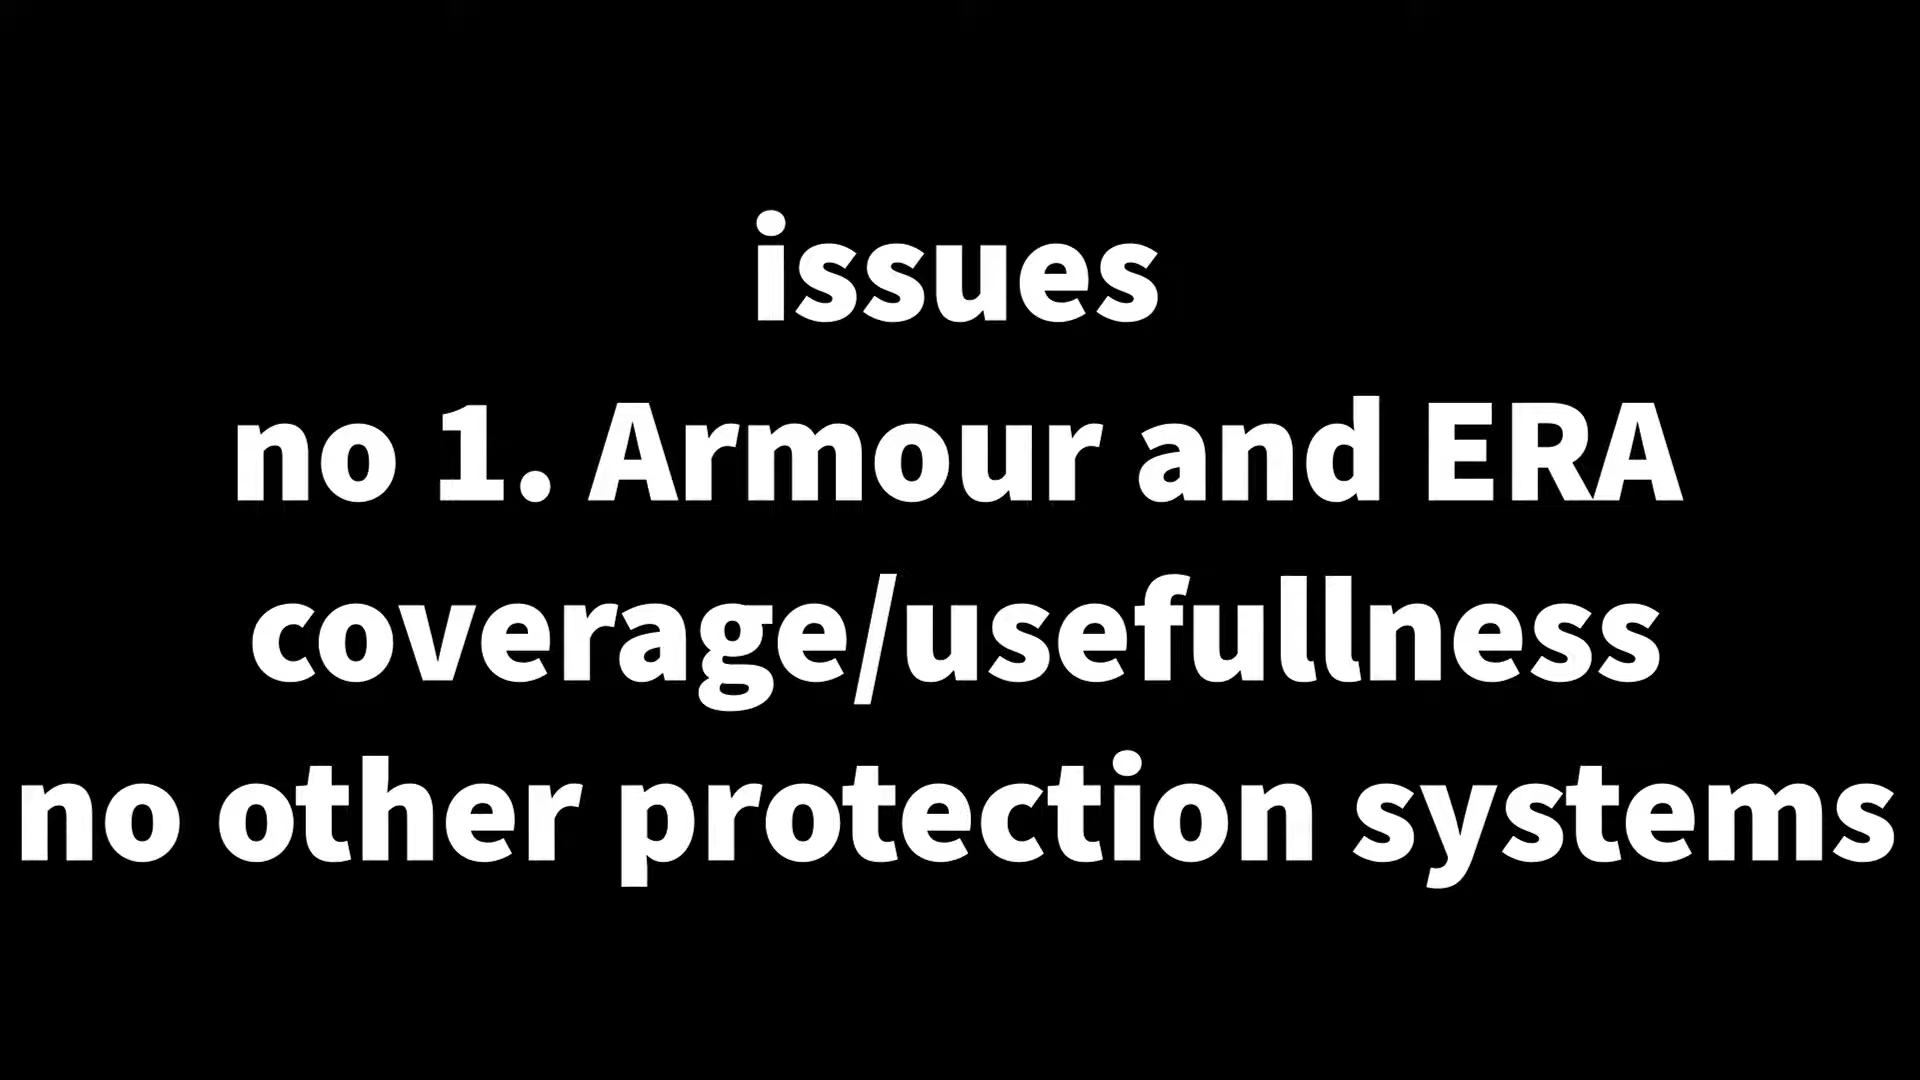 issues
no 1. Armour and ERA
coverage/usefullness
no other protection systems